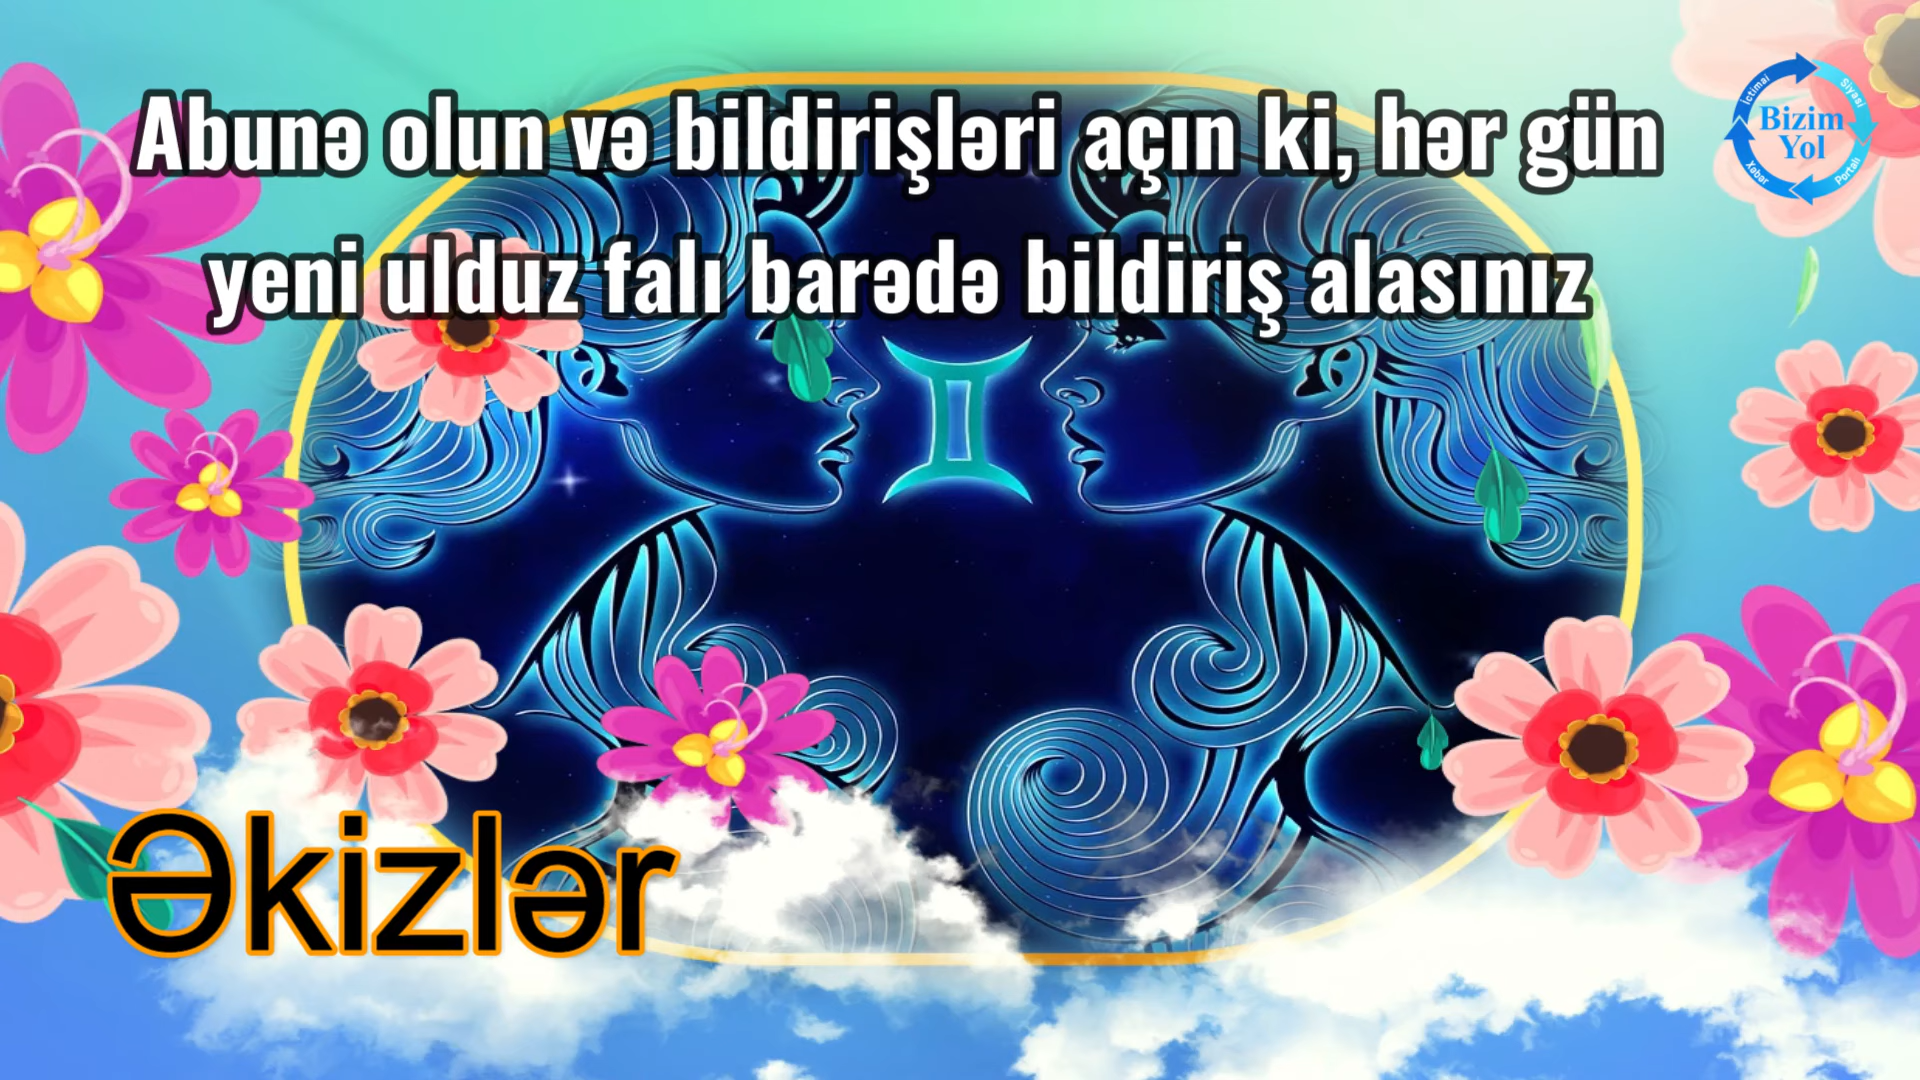 Abunə olun və bildirişləri açın ki, hər gün
yeni ulduz falı barədə bildiriş alasınız
İctimai
Siyasi
Bizim
Yol
Xəbər
Portalı
Əkizlər